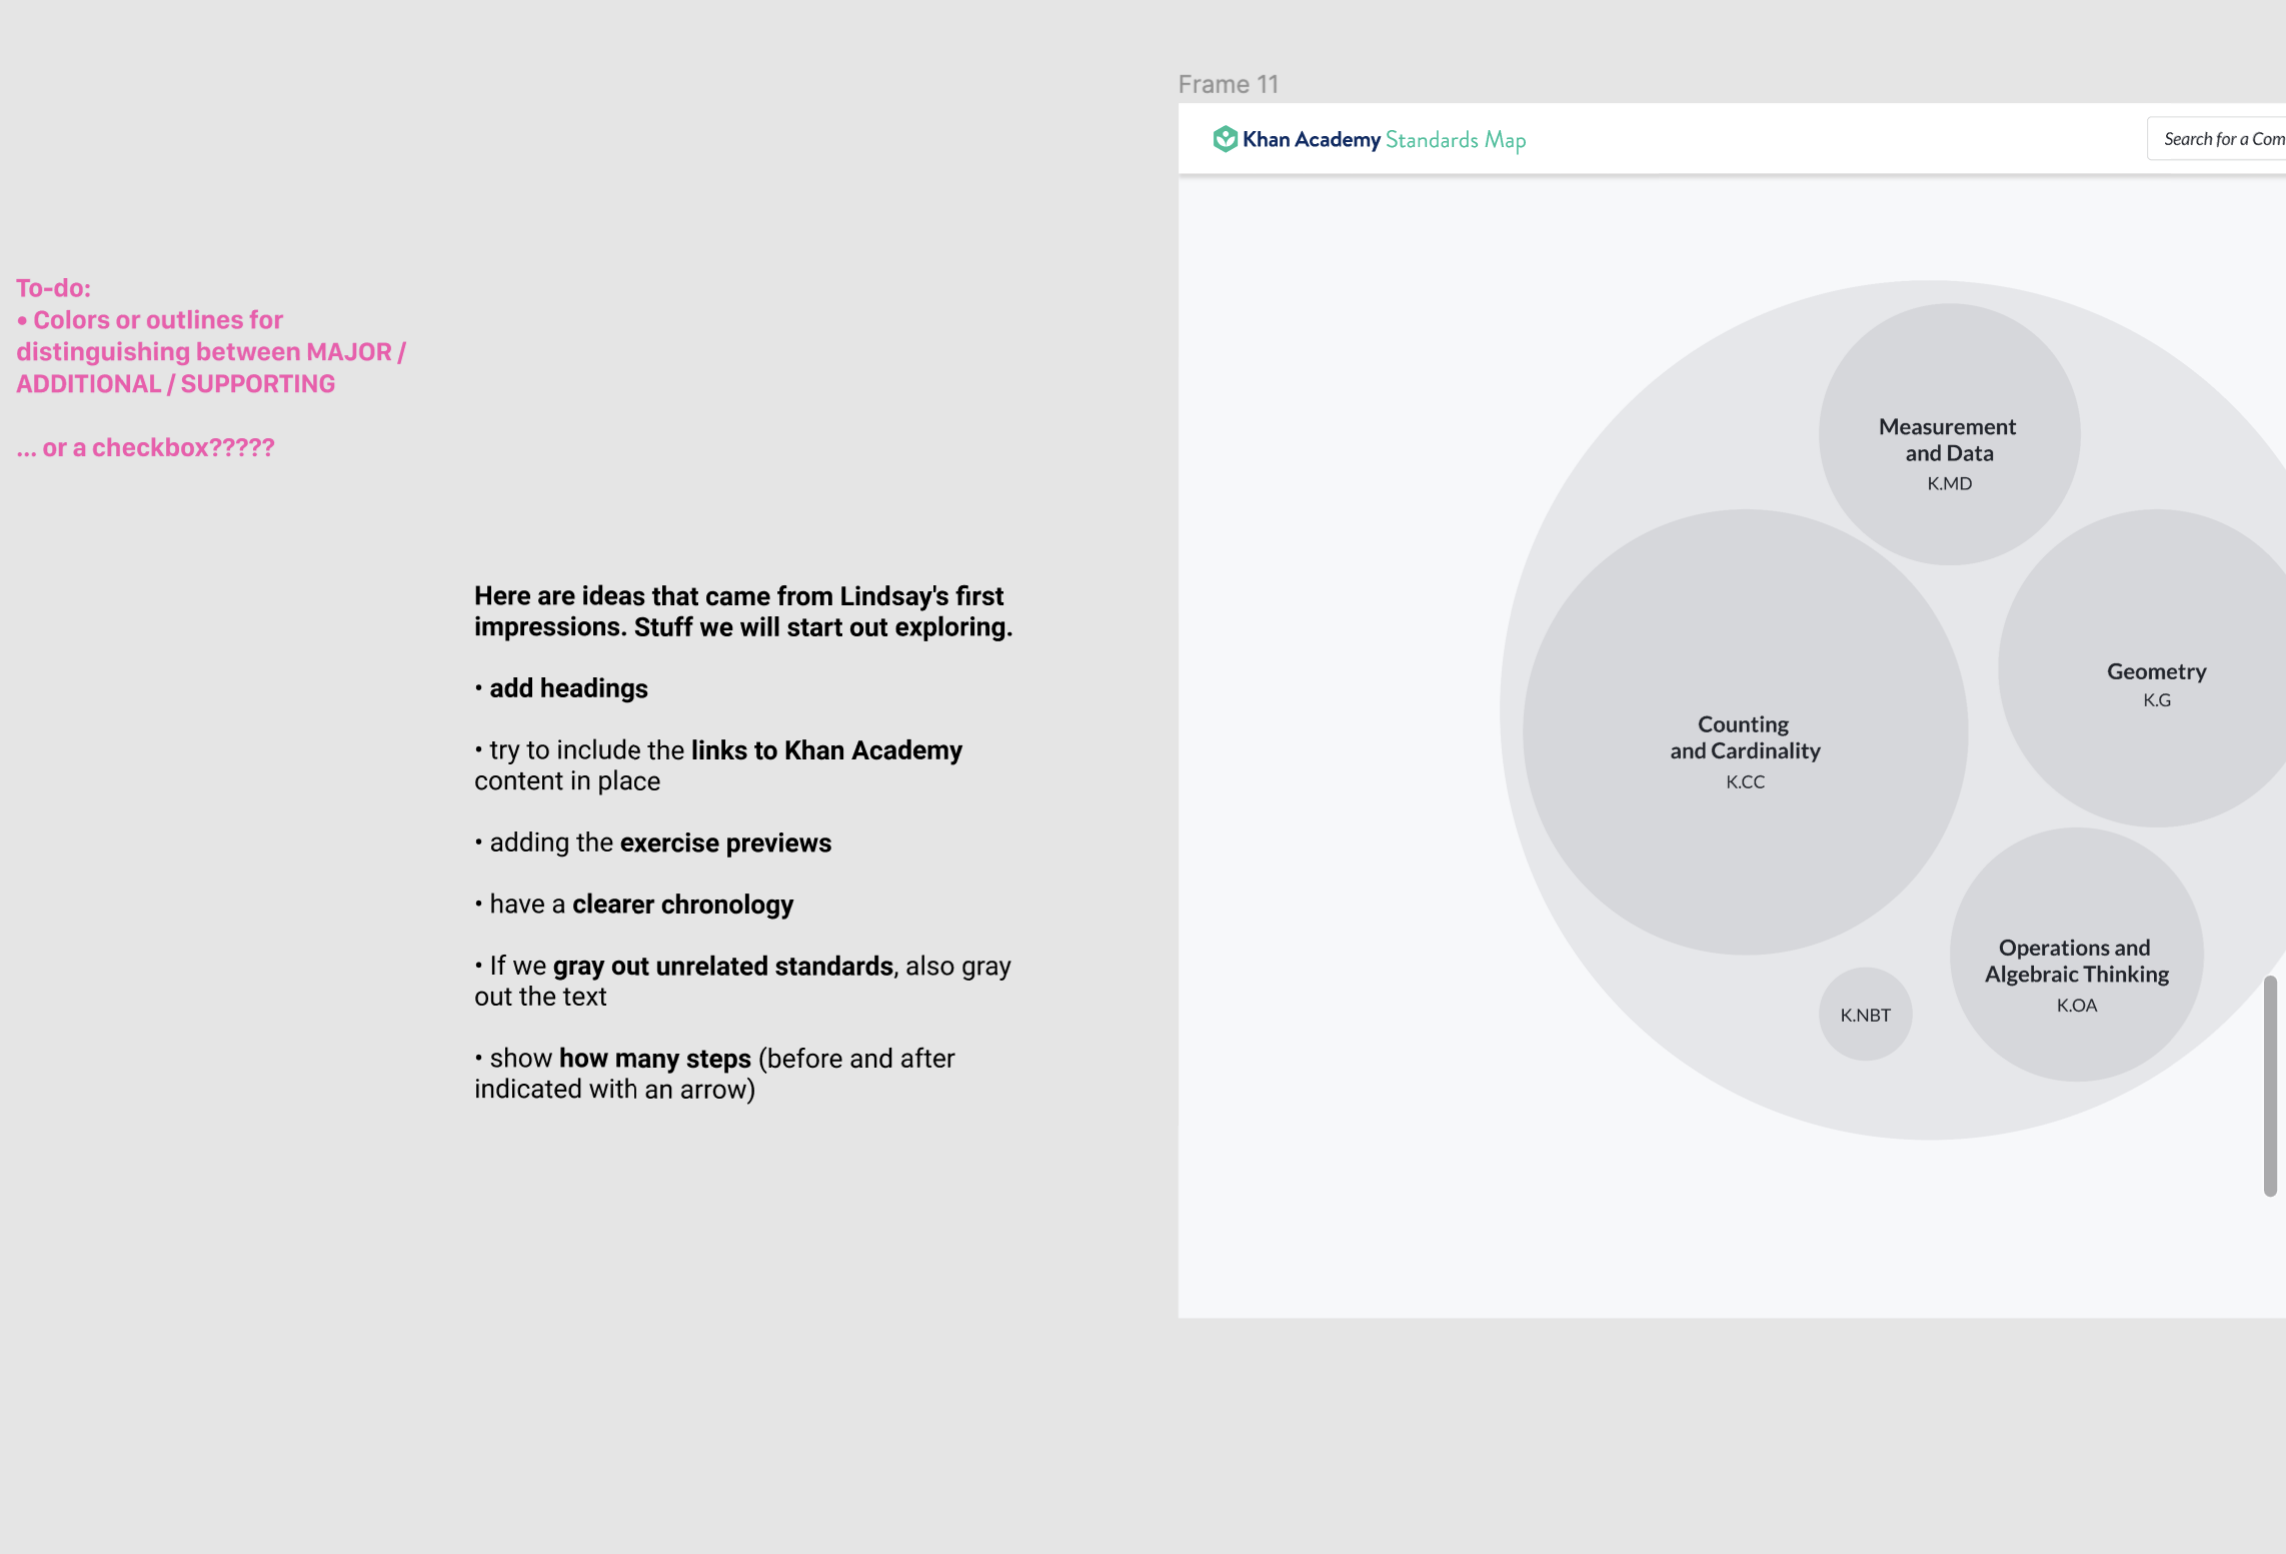 Frame 11
Khan Academy Standards Map
Search for a Com
To-do:
• Colors or outlines for
distinguishing between MAJOR /
ADDITIONAL / SUPPORTING
... or a checkbox?????
Here are ideas that came from Lindsay's first
impressions. Stuff we will start out exploring.
• add headings
• try to include the links to Khan Academy
content in place
• adding the exercise previews
• have a clearer chronology
• If we gray out unrelated standards, also gray
out the text
• show how many steps (before and after
indicated with an arrow)
Measurement
and Data
K.MD
Geometry
K.G
Counting
and Cardinality
K.CC
Operations and
Algebraic Thinking
K.OA
K.NBT